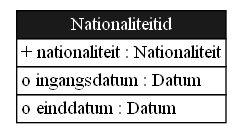 Nationaliteitid
+ nationaliteit : Nationaliteit
o ingangsdatum : Datum
o einddatum : Datum